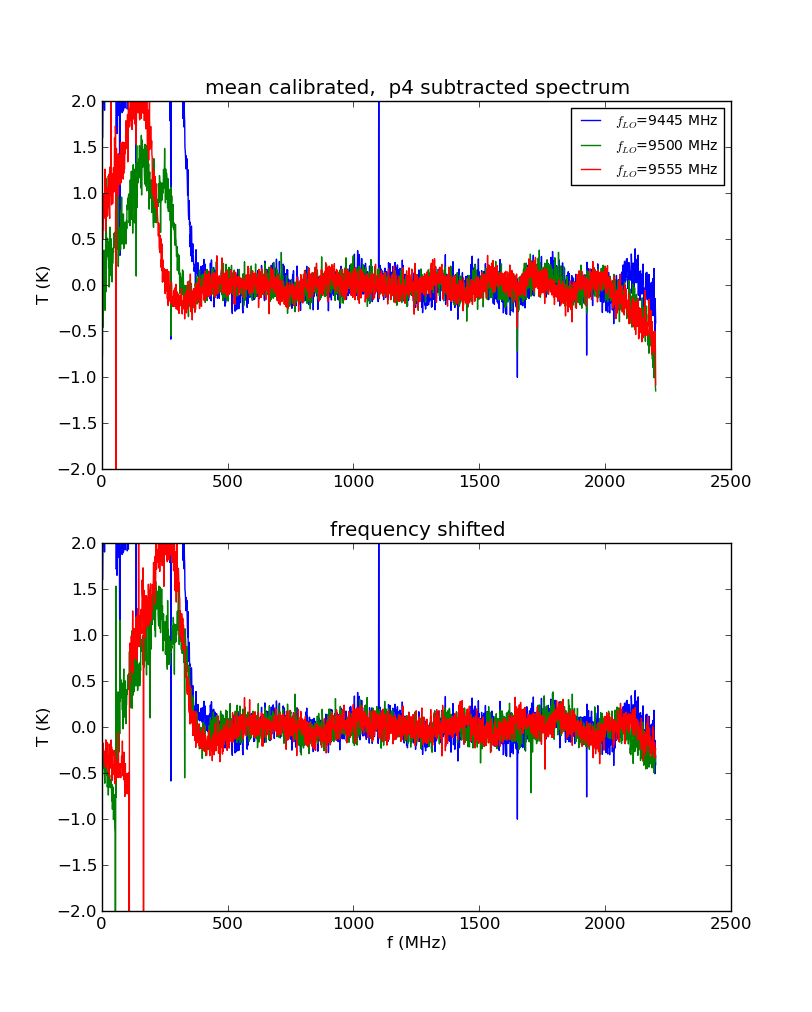 mean calibrated,  p4 subtracted spectrum
2.0
1.5
1.0
0.5
0.0
−0.5
−1.0
−1.5
−2.0
T (K)
f_LO=9445 MHz
f_LO=9500 MHz
f_LO=9555 MHz
0 500 1000 1500 2000 2500
frequency shifted
2.0
1.5
1.0
0.5
0.0
−0.5
−1.0
−1.5
−2.0
T (K)
0 500 1000 1500 2000 2500
f (MHz)